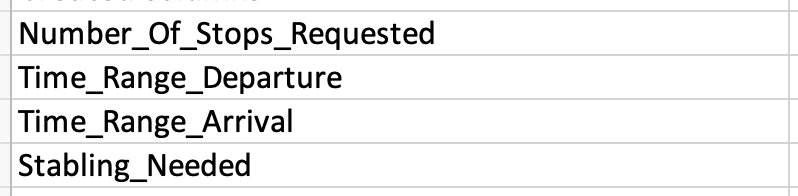 Number_Of_Stops_Requested
Time_Range_Departure
Time_Range_Arrival
Stabling_Needed